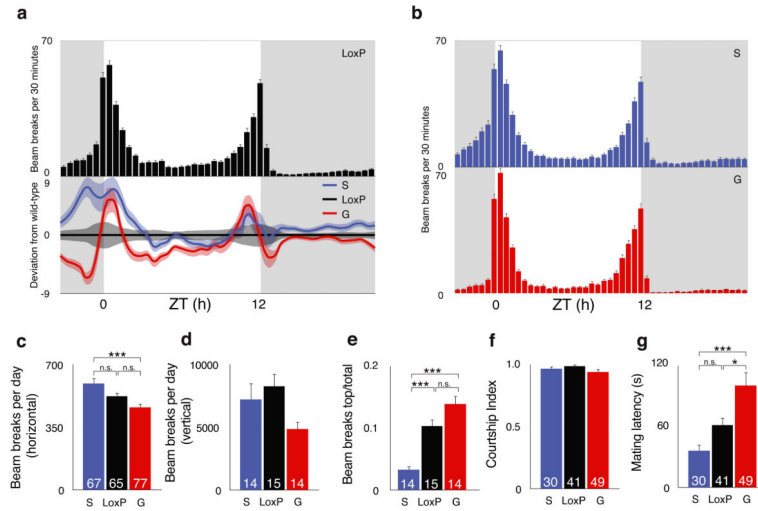 a
70
LoxP
Beam breaks per 30 minutes
0
9
S
LoxP
G
Deviation from wild-type
0
-9
0
ZT (h)
12
b
70
S
0
70
G
Beam breaks per 30 minutes
0
0
ZT (h)
12
c
700
***
n.s.
n.s.
350
0
Beam breaks per day
(horizontal)
67
65
77
S
LoxP
G
d
10000
5000
0
Beam breaks per day
(vertical)
14
15
14
S
LoxP
G
e
0.2
***
***
n.s.
0.1
0
Beam breaks top/total
14
15
14
S
LoxP
G
f
1.0
0.5
0
Courtship Index
30
41
49
S
LoxP
G
g
120
***
n.s.
*
60
0
Mating latency (s)
30
41
49
S
LoxP
G